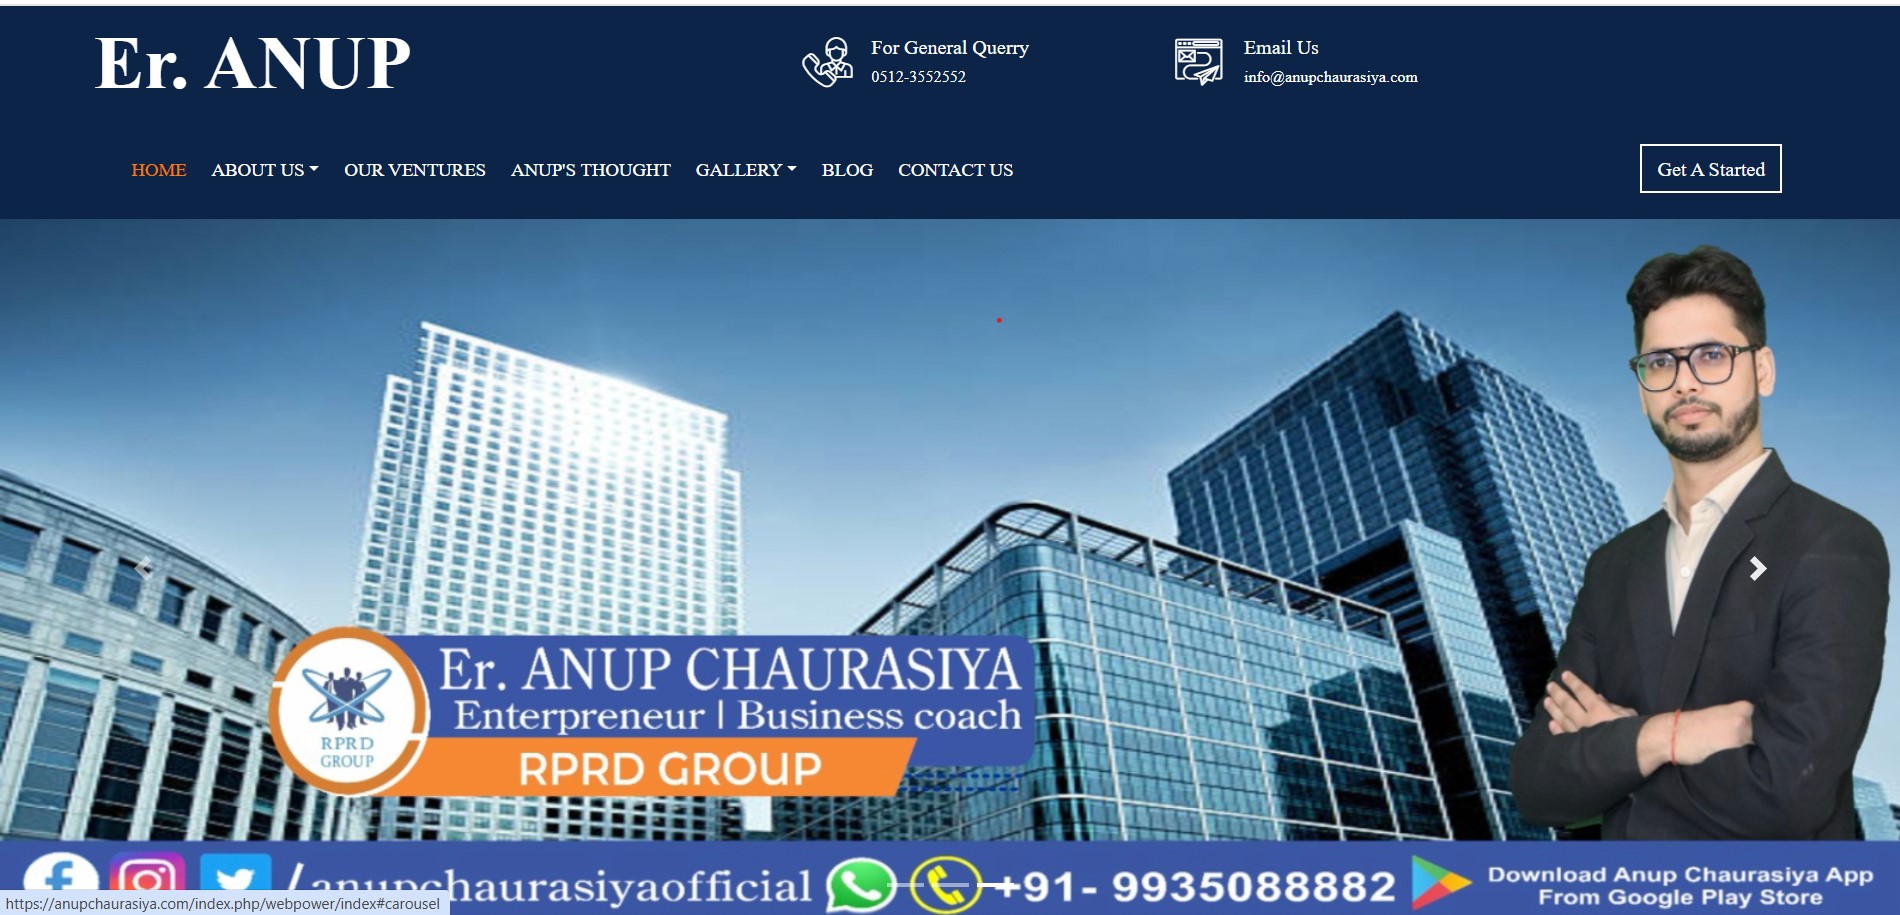 Er. ANUP
For General Querry
0512-3552552
Email Us
info@anupchaurasiya.com
HOME ABOUT US OUR VENTURES ANUP'S THOUGHT GALLERY BLOG CONTACT US
Get A Started
Er. ANUP CHAURASIYA
Enterpreneur | Business coach
RPRD GROUP
RPRD
GROUP
/anupchaurasiyaofficial
+91- 9935088882
Download Anup Chaurasiya App
From Google Play Store
https://anupchaurasiya.com/index.php/webpower/index#carousel